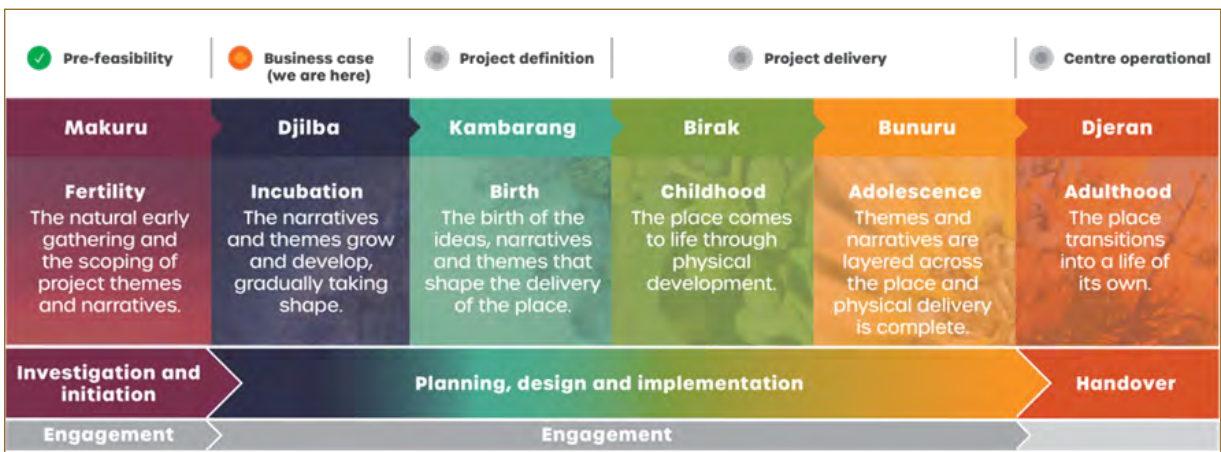 Pre-feasibility
Business case
(we are here)
Project definition
Project delivery
Centre operational
Makuru
Djilba
Kambarang
Birak
Bunuru
Djeran
Fertility
The natural early
gathering and
the scoping of
project themes
and narratives.
Incubation
The narratives
and themes grow
and develop,
gradually taking
shape.
Birth
The birth of the
ideas, narratives
and themes that
shape the delivery
of the place.
Childhood
The place comes
to life through
physical
development.
Adolescence
Themes and
narratives are
layered across
the place and
physical delivery
is complete.
Adulthood
The place
transitions
into a life of
its own.
Investigation and
initiation
Planning, design and implementation
Handover
Engagement
Engagement